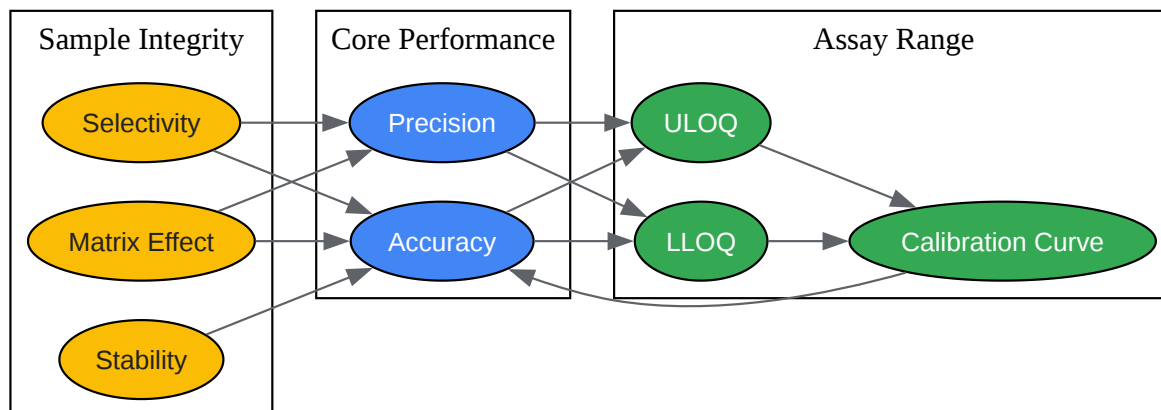 Sample Integrity
Selectivity
Matrix Effect
Stability
Core Performance
Precision
Accuracy
Assay Range
ULOQ
LLOQ
Calibration Curve